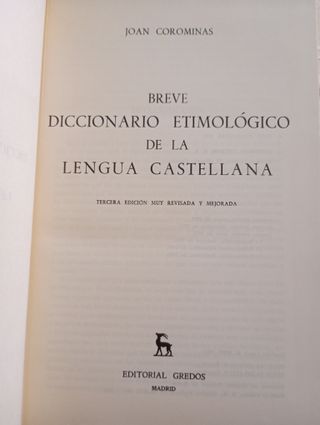 JOAN COROMINAS
BREVE
DICCIONARIO ETIMOLÓGICO
DE LA
LENGUA CASTELLANA
TERCERA EDICIÓN MUY REVISADA Y MEJORADA
EDITORIAL GREDOS
MADRID